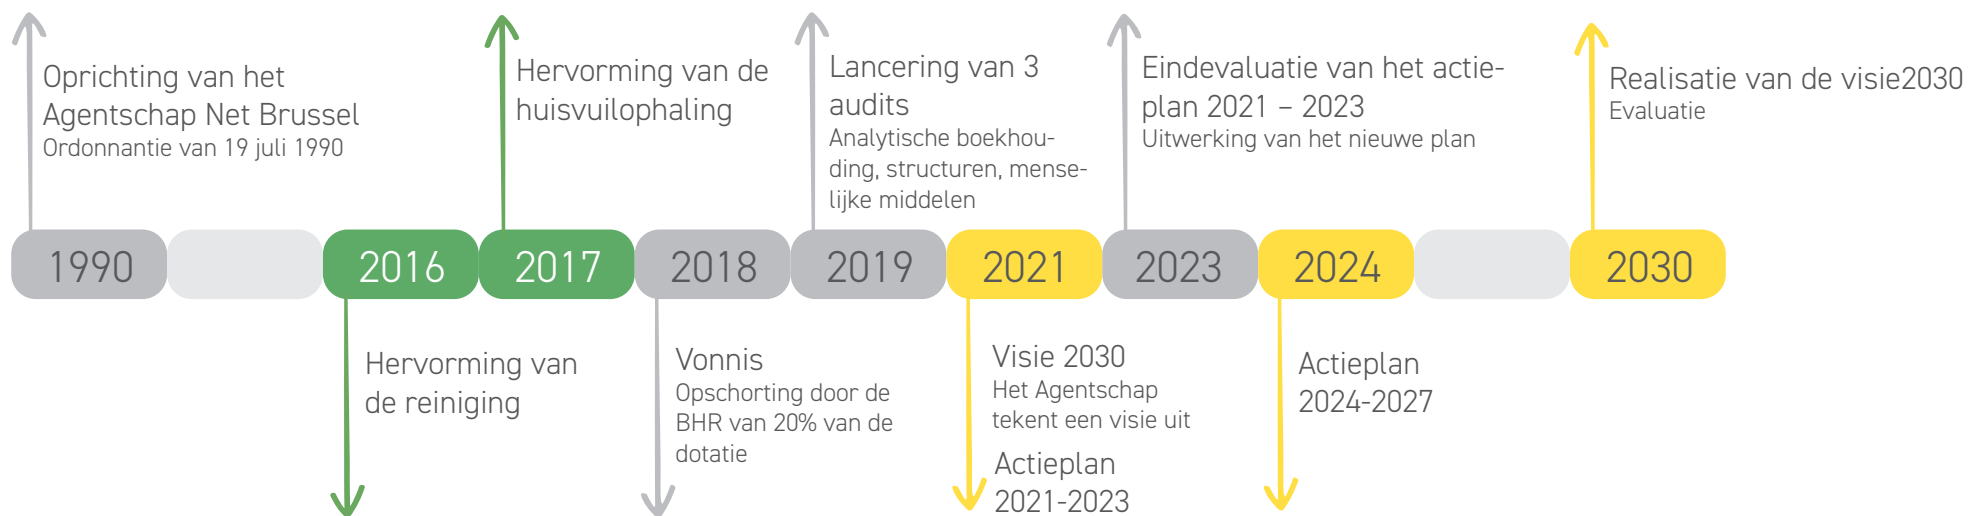 Oprichting van het
Agentschap Net Brussel
Ordonnantie van 19 juli 1990
Hervorming van de
huisvuilophaling
Lancering van 3
audits
Analytische boekhou-
ding, structuren, mense-
lijke middelen
Eindevaluatie van het actie-
plan 2021 – 2023
Uitwerking van het nieuwe plan
Realisatie van de visie2030
Evaluatie
1990
2016
2017
2018
2019
2021
2023
2024
2030
Hervorming van
de reiniging
Vonnis
Opschorting door de
BHR van 20% van de
dotatie
Visie 2030
Het Agentschap
tekent een visie uit
Actieplan
2021-2023
Actieplan
2024-2027